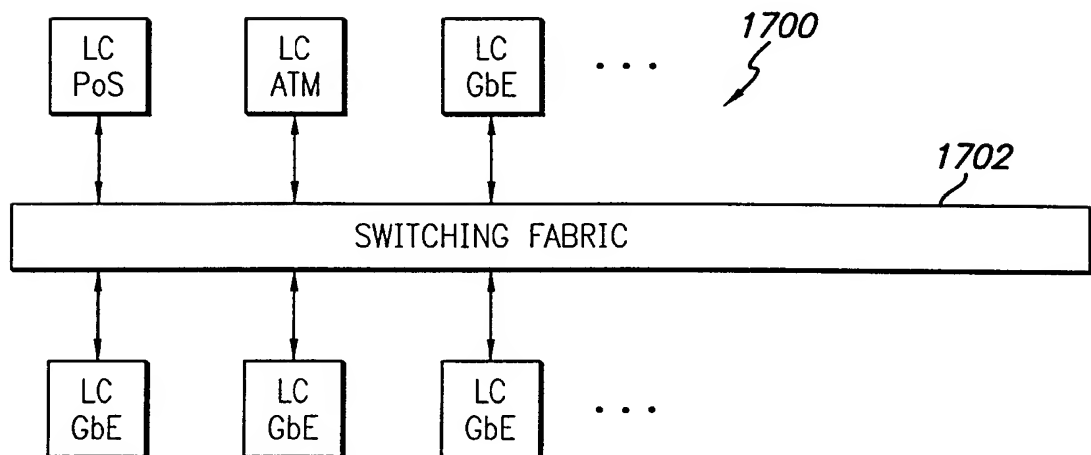 1700
LC
PoS
LC
ATM
LC
GbE
. . .
1702
SWITCHING FABRIC
LC
GbE
LC
GbE
LC
GbE
. . .